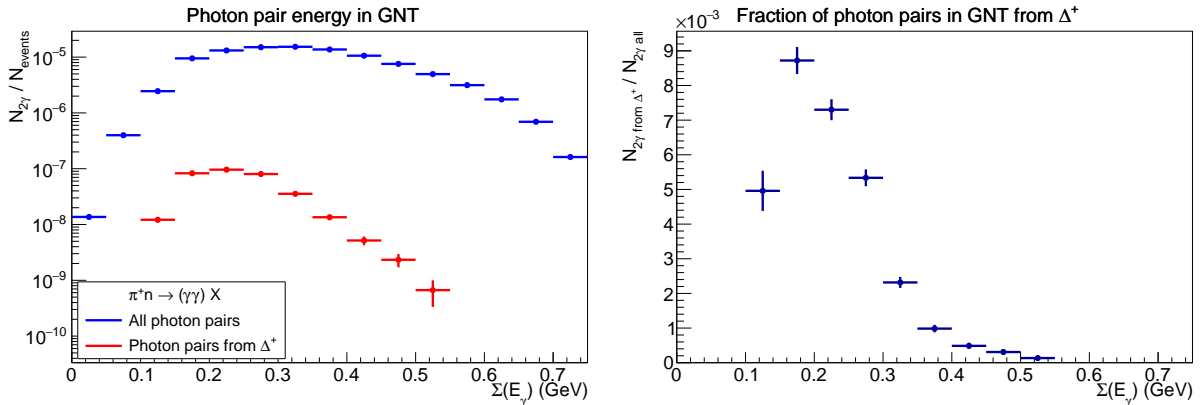 Photon pair energy in GNT
N2γ / Nevents
10⁻⁵
10⁻⁶
10⁻⁷
10⁻⁸
10⁻⁹
10⁻¹⁰
π⁺n → (γγ) X
All photon pairs
Photon pairs from Δ⁺
0 0.1 0.2 0.3 0.4 0.5 0.6 0.7
Σ(Eγ) (GeV)
Fraction of photon pairs in GNT from Δ⁺
×10⁻³
N2γ from Δ⁺ / N2γ all
9
8
7
6
5
4
3
2
1
0
0 0.1 0.2 0.3 0.4 0.5 0.6 0.7
Σ(Eγ) (GeV)